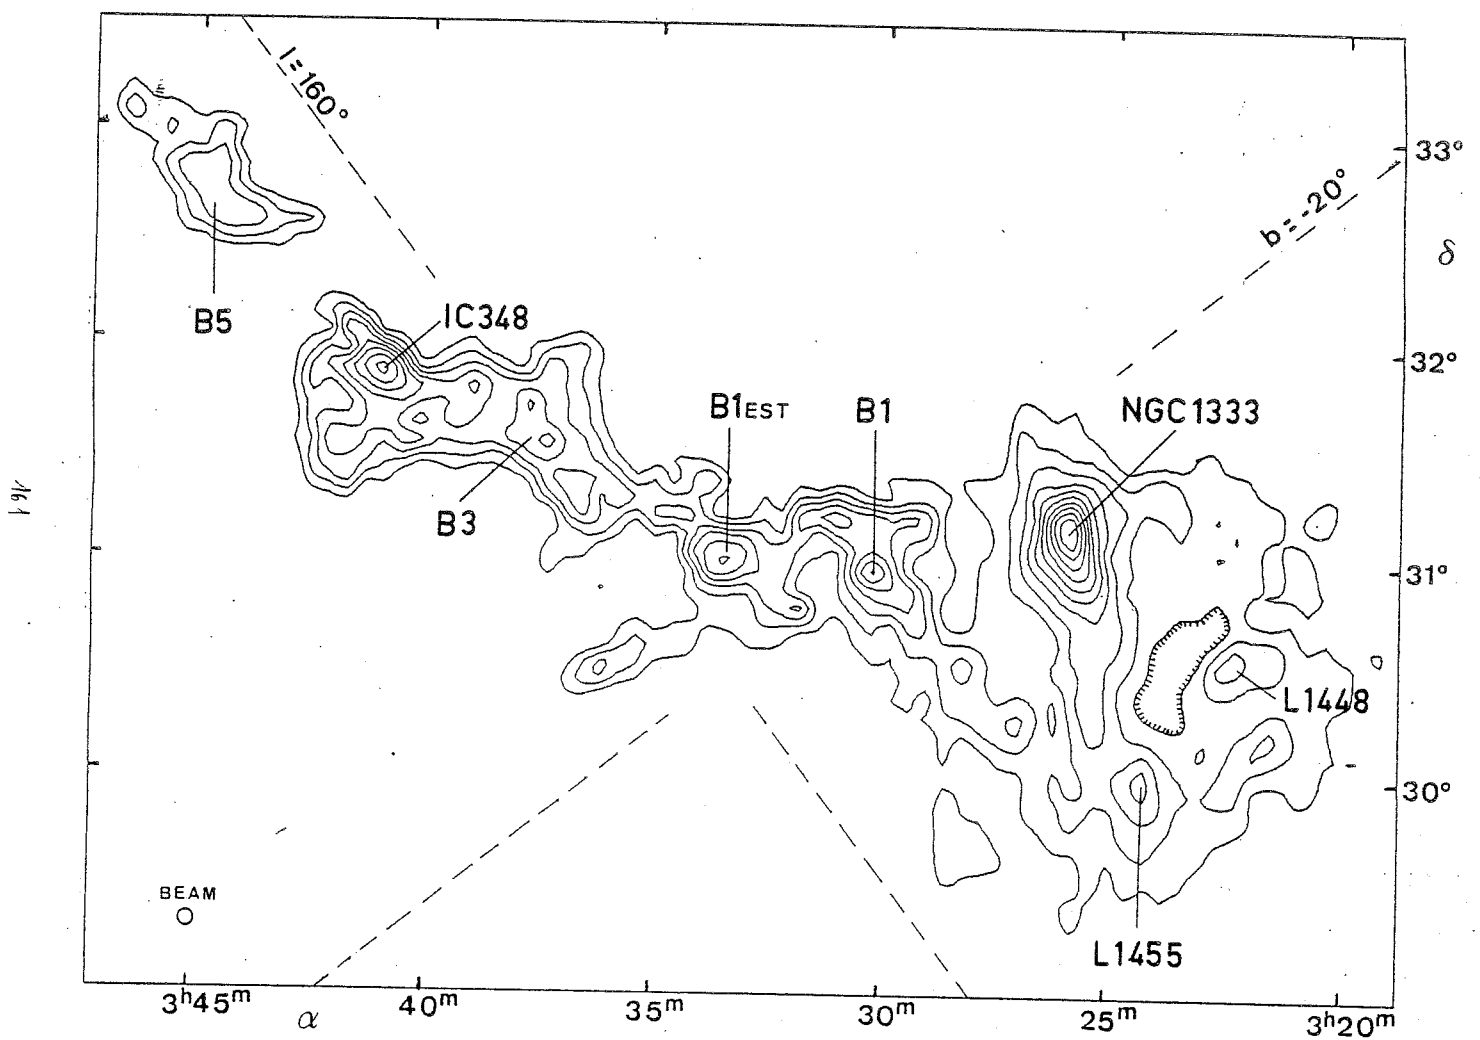 l = 160°
b = -20°
33°
δ
B5
IC348
32°
B1EST
B1
NGC1333
B3
161
31°
L1448
30°
BEAM
L1455
3ʰ45ᵐ
40ᵐ
35ᵐ
30ᵐ
25ᵐ
3ʰ20ᵐ
α